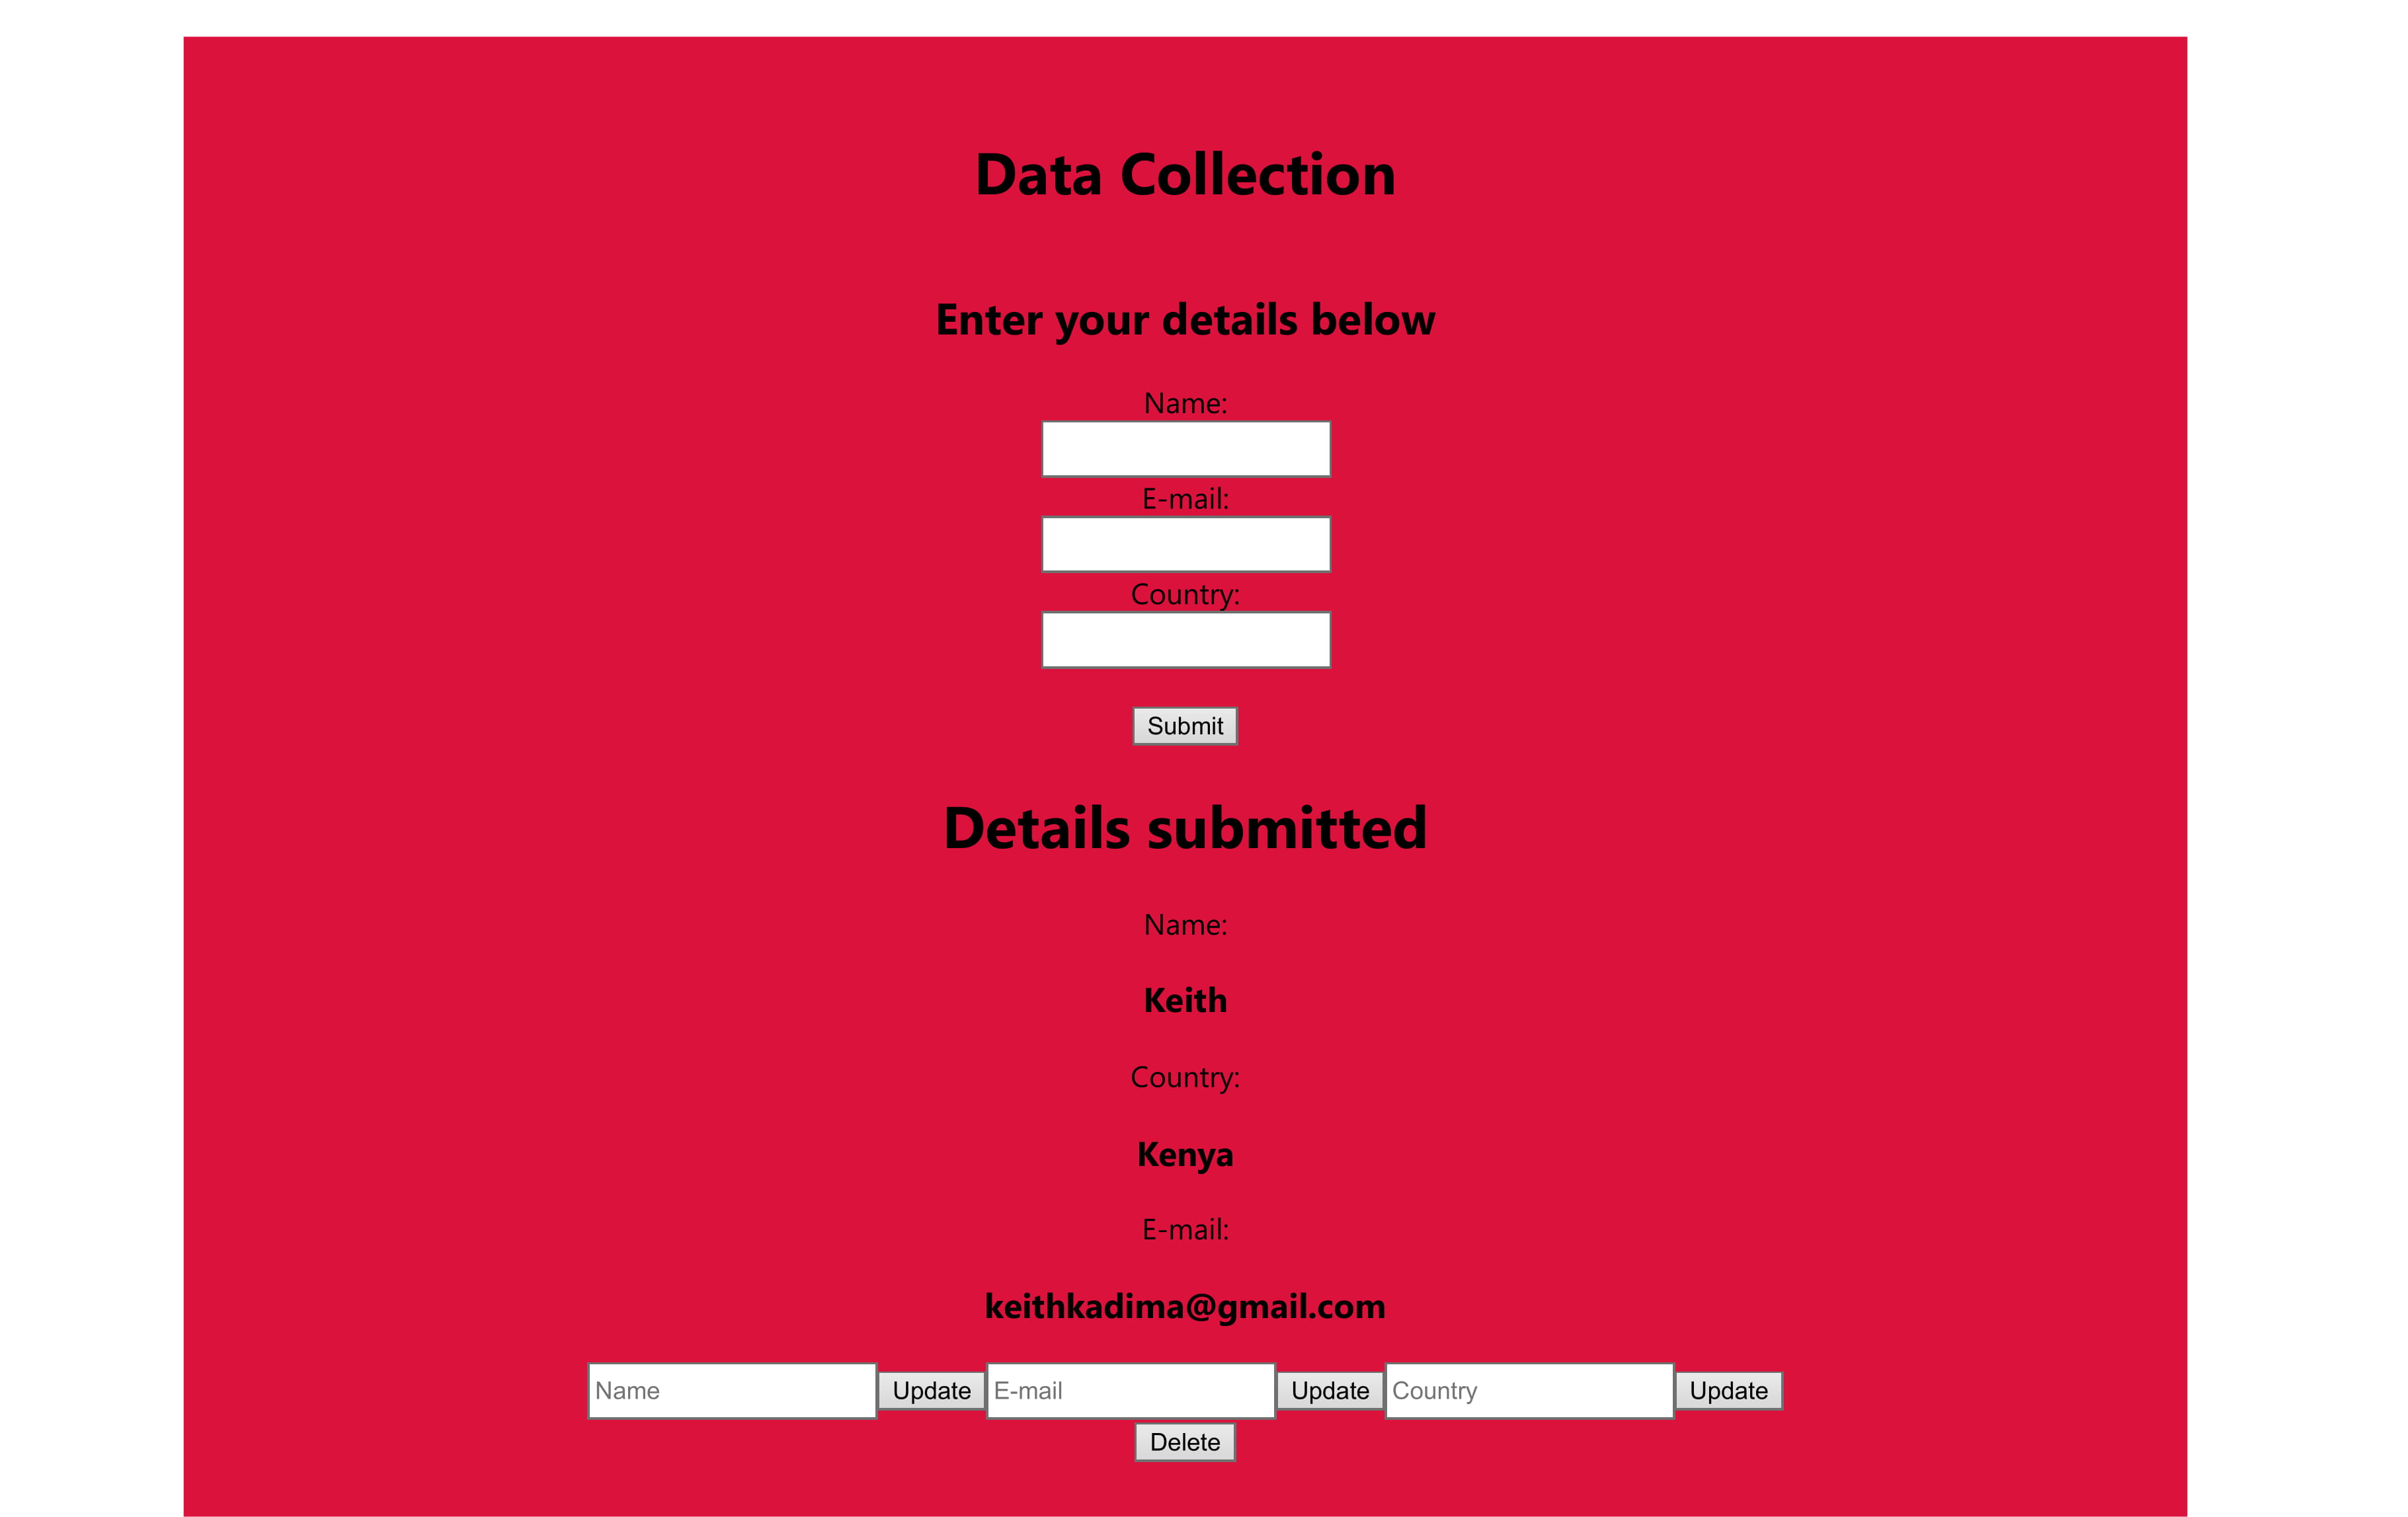 Data Collection
Enter your details below
Name:
E-mail:
Country:
Submit
Details submitted
Name:
Keith
Country:
Kenya
E-mail:
keithkadima@gmail.com
Name Update E-mail Update Country Update
Delete